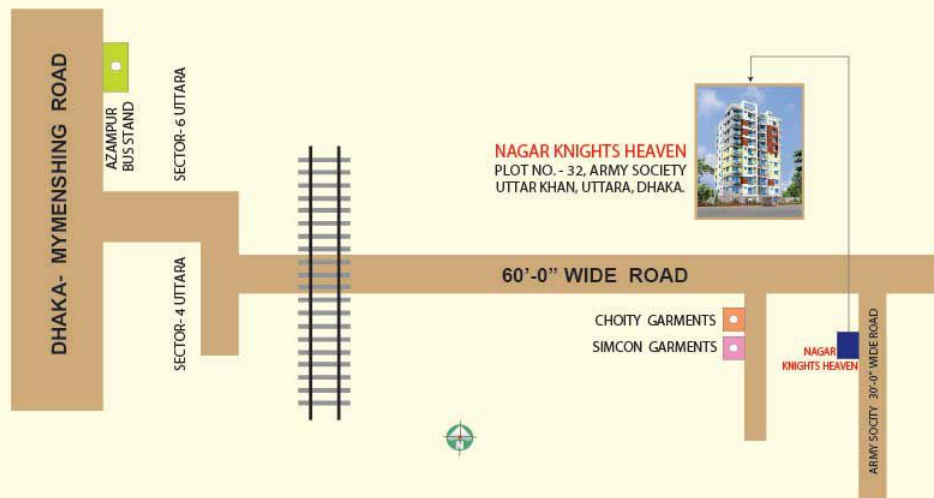 DHAKA- MYMENSHING ROAD
AZAMPUR
BUS STAND
SECTOR- 6 UTTARA
SECTOR- 4 UTTARA
NAGAR KNIGHTS HEAVEN
PLOT NO. - 32, ARMY SOCIETY
UTTAR KHAN, UTTARA, DHAKA.
60'-0" WIDE ROAD
CHOITY GARMENTS
SIMCON GARMENTS
NAGAR
KNIGHTS HEAVEN
ARMY SOCITY 30'-0" WIDE ROAD
N